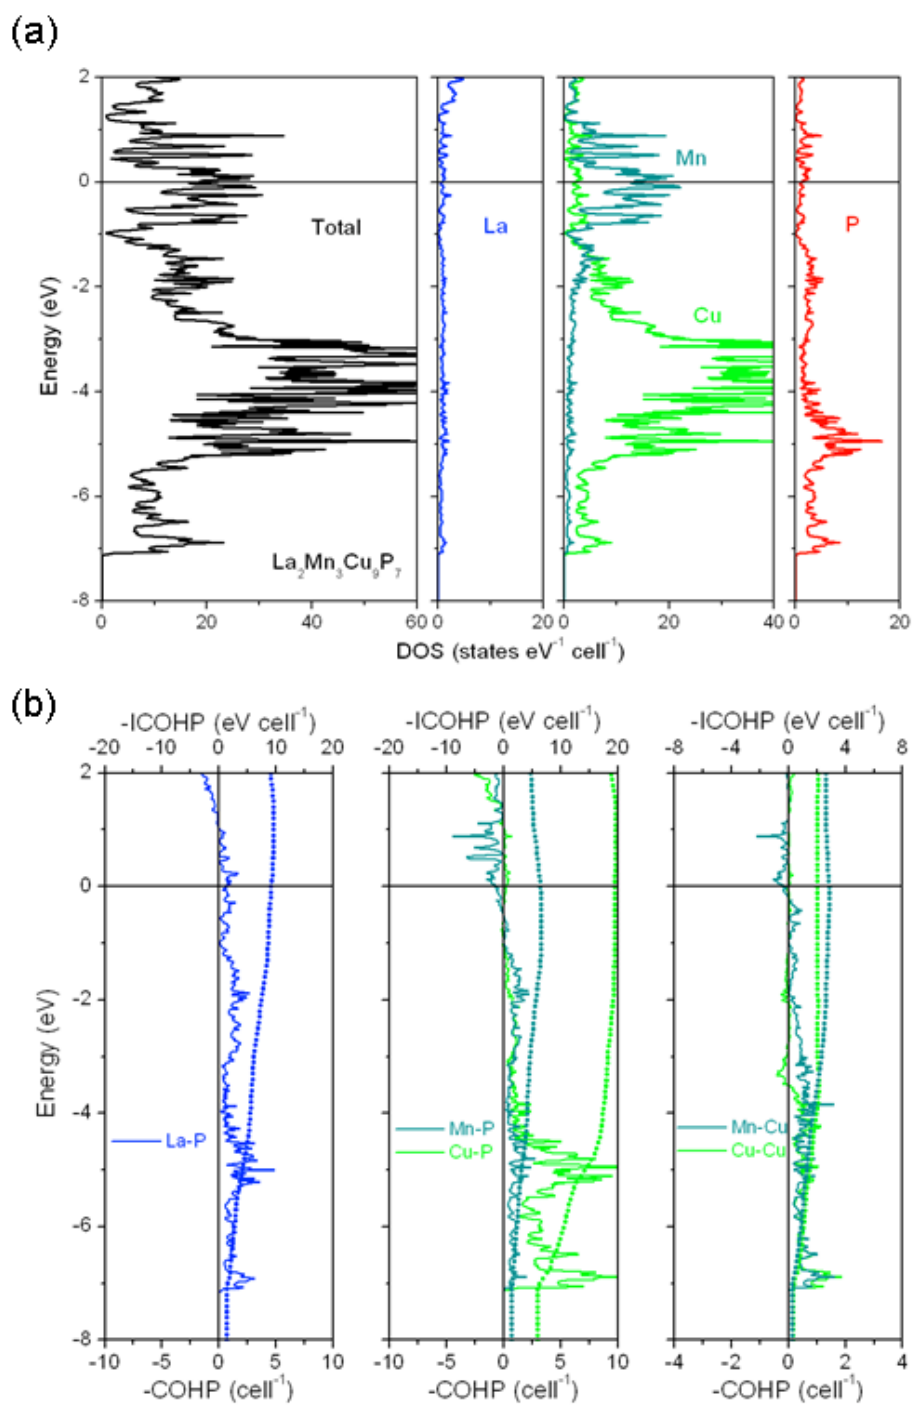 (a)
2 0 -2 -4 -6 -8
Energy (eV)
Total
La
Mn
Cu
P
La₂Mn₃Cu₉P₇
0 20 40 60 0 10 20 0 10 20 30 40 0 10 20
DOS (states eV⁻¹ cell⁻¹)
(b)
-ICOHP (eV cell⁻¹) -ICOHP (eV cell⁻¹) -ICOHP (eV cell⁻¹)
-20 -10 0 10 20 -20 -10 0 10 20 -8 -4 0 4 8
2 0 -2 -4 -6 -8
Energy (eV)
La-P
Mn-P
Cu-P
Mn-Cu
Cu-Cu
-10 -5 0 5 10 -10 -5 0 5 10 -4 -2 0 2 4
-COHP (cell⁻¹) -COHP (cell⁻¹) -COHP (cell⁻¹)